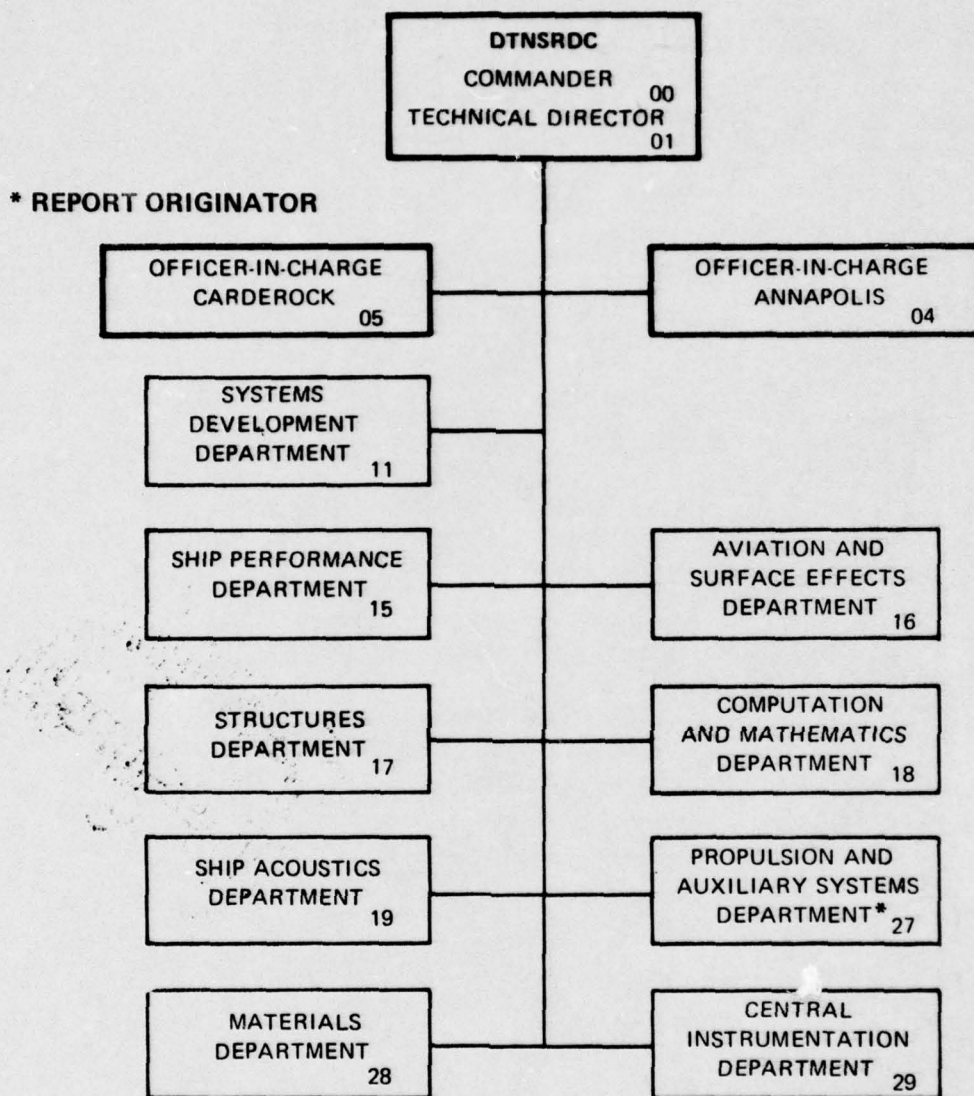 DTNSRDC
COMMANDER
00
TECHNICAL DIRECTOR
01
* REPORT ORIGINATOR
OFFICER-IN-CHARGE
CARDEROCK
05
OFFICER-IN-CHARGE
ANNAPOLIS
04
SYSTEMS
DEVELOPMENT
DEPARTMENT
11
SHIP PERFORMANCE
DEPARTMENT
15
AVIATION AND
SURFACE EFFECTS
DEPARTMENT
16
STRUCTURES
DEPARTMENT
17
COMPUTATION
AND MATHEMATICS
DEPARTMENT
18
SHIP ACOUSTICS
DEPARTMENT
19
PROPULSION AND
AUXILIARY SYSTEMS
DEPARTMENT*
27
MATERIALS
DEPARTMENT
28
CENTRAL
INSTRUMENTATION
DEPARTMENT
29